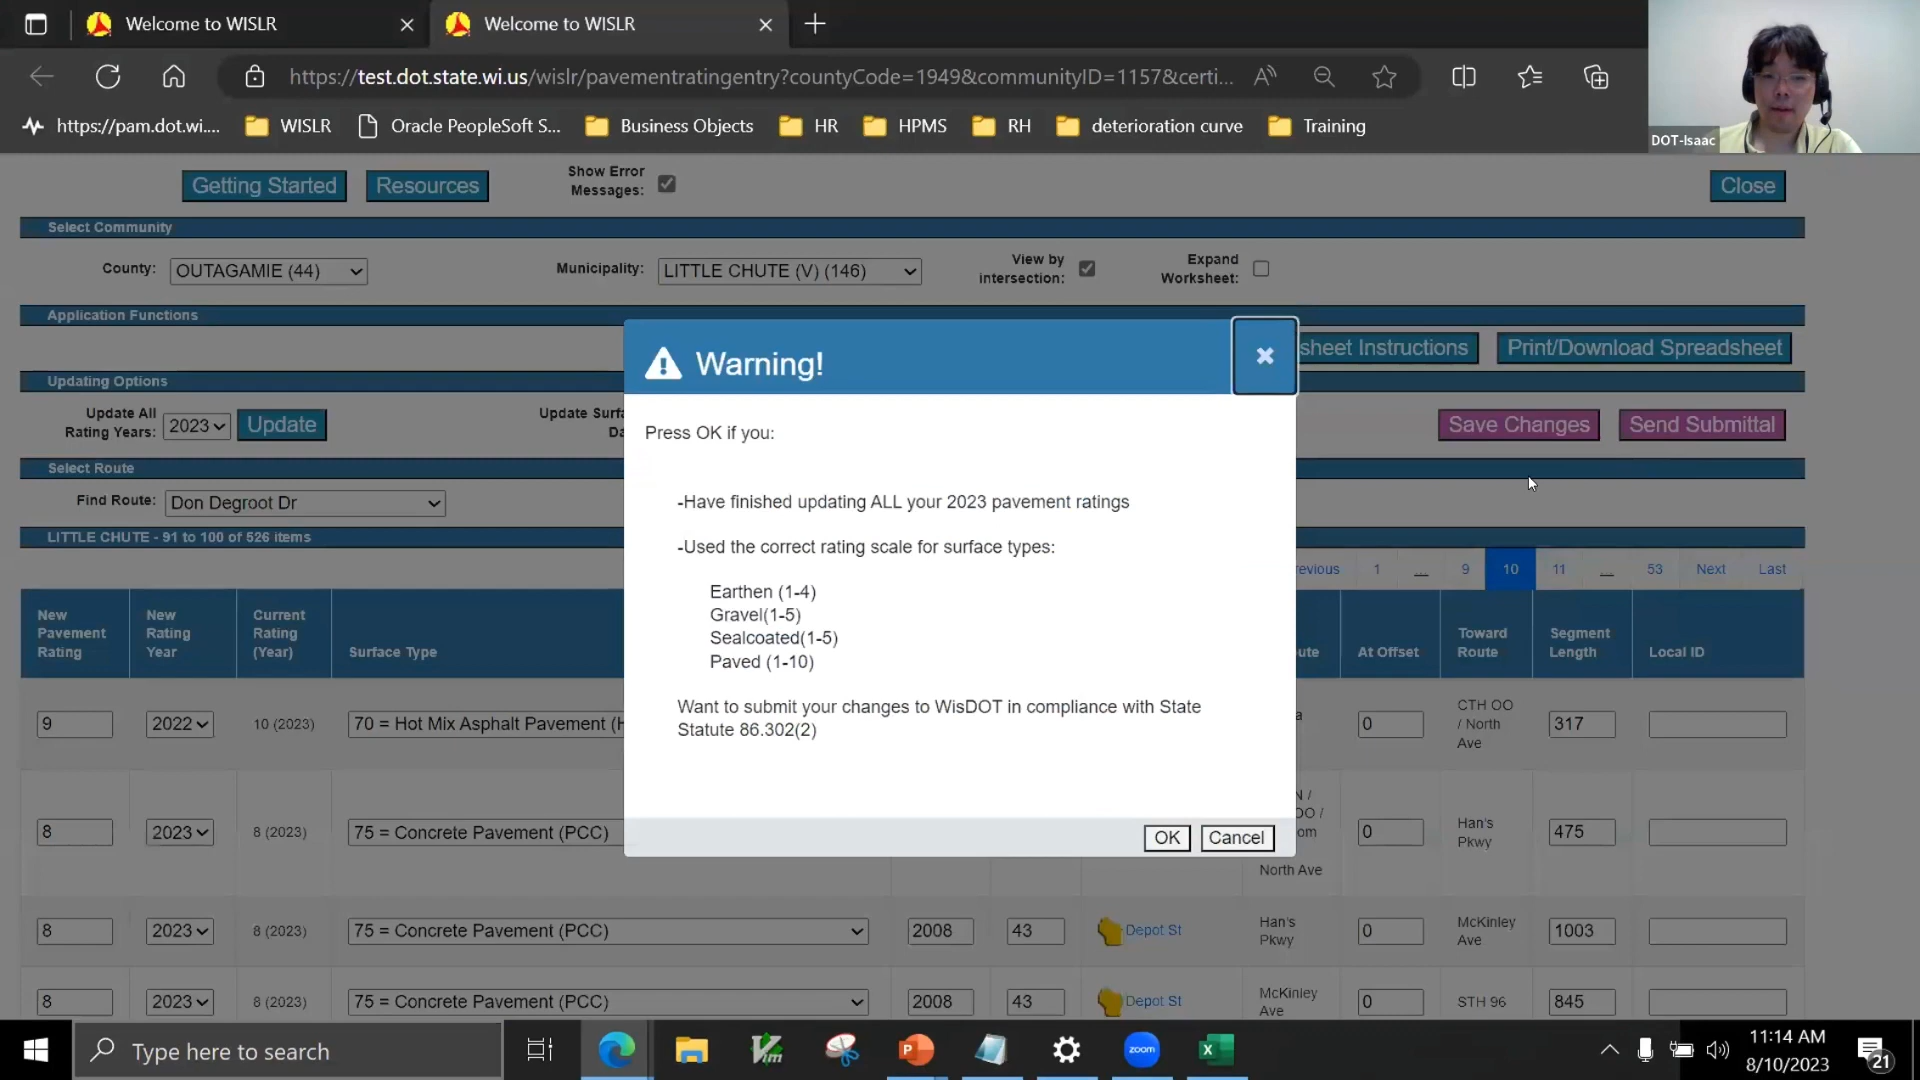 Welcome to WISLR
Welcome to WISLR
https://test.dot.state.wi.us/wislr/pavementratingentry?countyCode=1949&communityID=1157&certi...
https://pam.dot.wi....
WISLR
Oracle PeopleSoft S...
Business Objects
HR
HPMS
RH
deterioration curve
Training
DOT-Isaac
Getting Started
Resources
Show Error
Messages:
Close
Select Community
County:
OUTAGAMIE (44)
Municipality:
LITTLE CHUTE (V) (146)
View by
intersection:
Expand
Worksheet:
Application Functions
sheet Instructions
Print/Download Spreadsheet
Updating Options
Update All
Rating Years:
2023
Update
Update Surfa
Da
Save Changes
Send Submittal
Select Route
Find Route:
Don Degroot Dr
LITTLE CHUTE - 91 to 100 of 526 items
revious
1
...
9
10
11
...
53
Next
Last
Warning!
Press OK if you:
-Have finished updating ALL your 2023 pavement ratings
-Used the correct rating scale for surface types:
Earthen (1-4)
Gravel(1-5)
Sealcoated(1-5)
Paved (1-10)
Want to submit your changes to WisDOT in compliance with State
Statute 86.302(2)
OK
Cancel
New
Pavement
Rating
New
Rating
Year
Current
Rating
(Year)
Surface Type
ute
At Offset
Toward
Route
Segment
Length
Local ID
9
2022
10 (2023)
70 = Hot Mix Asphalt Pavement (H
a
0
CTH OO
/ North
Ave
317
8
2023
8 (2023)
75 = Concrete Pavement (PCC)
N /
OO /
om
North Ave
0
Han's
Pkwy
475
8
2023
8 (2023)
75 = Concrete Pavement (PCC)
2008
43
Depot St
Han's
Pkwy
0
McKinley
Ave
1003
8
2023
8 (2023)
75 = Concrete Pavement (PCC)
2008
43
Depot St
McKinley
Ave
0
STH 96
845
Type here to search
zoom
11:14 AM
8/10/2023
21